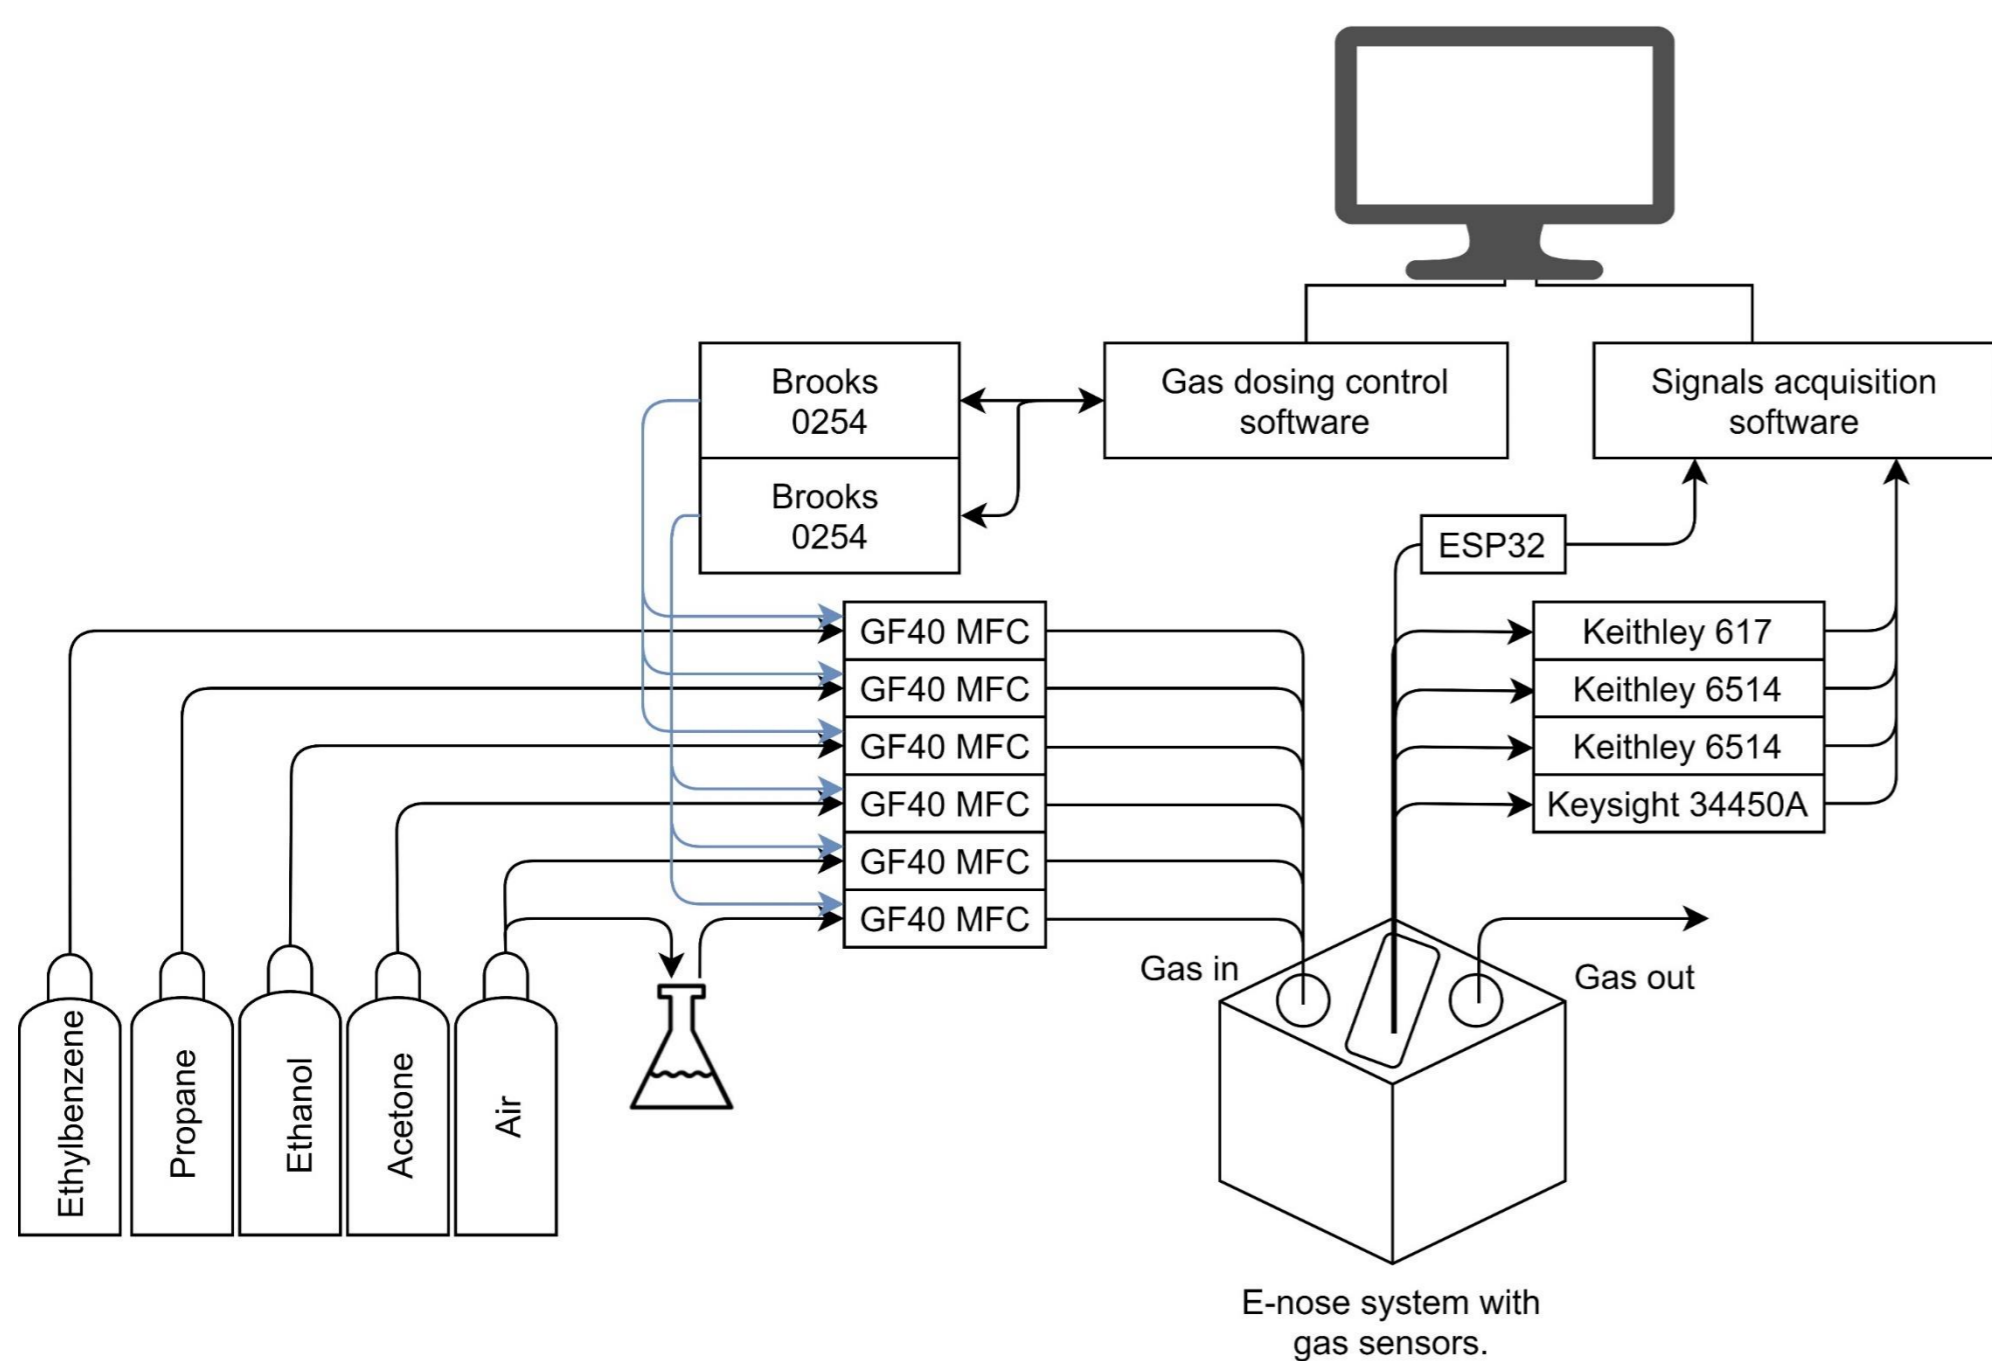 Brooks
0254
Gas dosing control
software
Signals acquisition
software
Brooks
0254
ESP32
GF40 MFC
GF40 MFC
GF40 MFC
GF40 MFC
GF40 MFC
GF40 MFC
Keithley 617
Keithley 6514
Keithley 6514
Keysight 34450A
Gas in
Gas out
Ethylbenzene
Propane
Ethanol
Acetone
Air
E-nose system with
gas sensors.